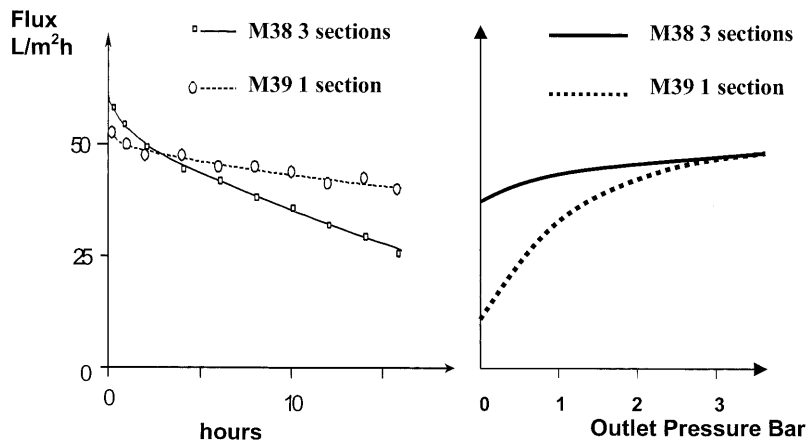 Flux
L/m²h
M38 3 sections
M39 1 section
50
25
0
0
10
hours
M38 3 sections
M39 1 section
0
1
2
3
Outlet Pressure Bar